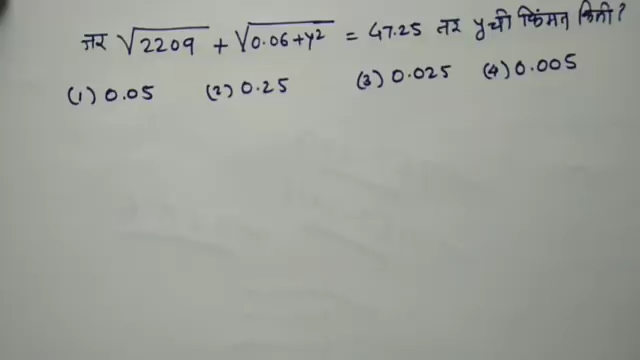 जर √2209 + √0.06+y² = 47.25 तर y ची किंमत किती?
(1) 0.05 (2) 0.25 (3) 0.025 (4) 0.005